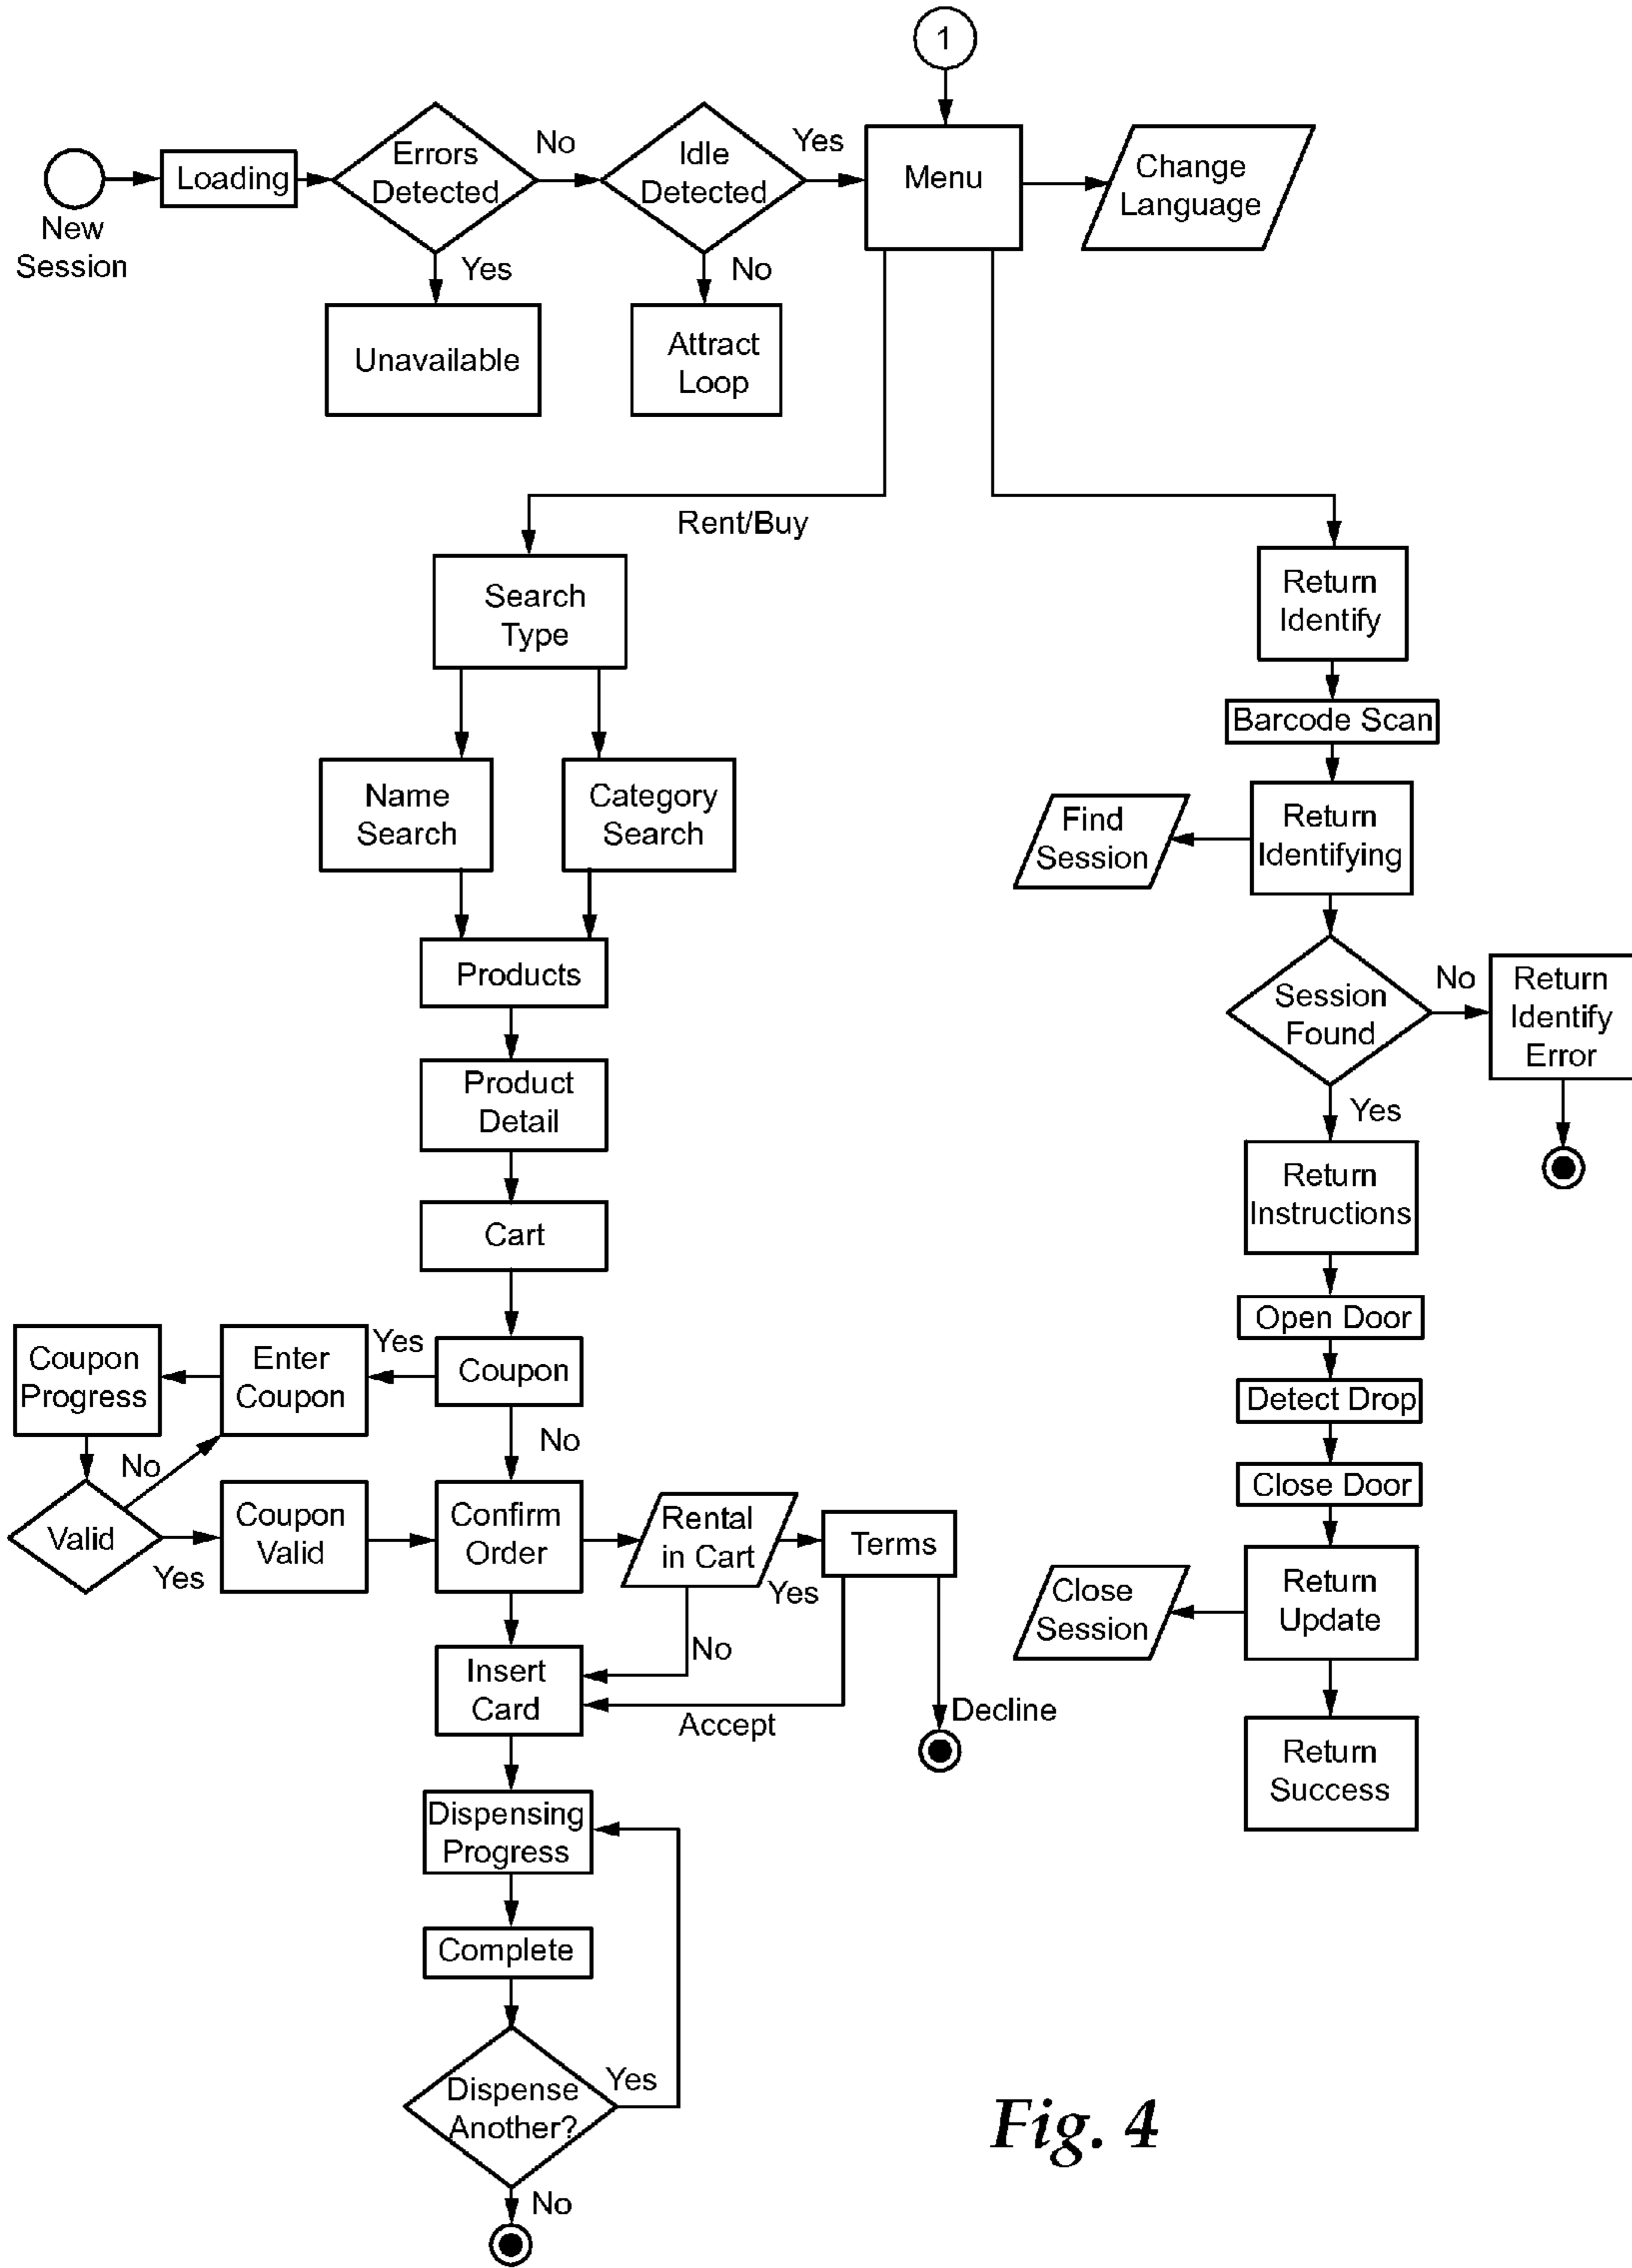 1
New
Session
Loading
Errors
Detected
No
Yes
Unavailable
Idle
Detected
Yes
No
Attract
Loop
Menu
Change
Language
Rent/Buy
Search
Type
Name
Search
Category
Search
Products
Product
Detail
Cart
Coupon
Yes
Enter
Coupon
Coupon
Progress
No
Valid
Yes
Coupon
Valid
No
Confirm
Order
Rental
in Cart
Yes
Terms
No
Insert
Card
Accept
Decline
Dispensing
Progress
Complete
Dispense
Another?
Yes
No
Return
Identify
Barcode Scan
Return
Identifying
Find
Session
Session
Found
No
Return
Identify
Error
Yes
Return
Instructions
Open Door
Detect Drop
Close Door
Return
Update
Close
Session
Return
Success
Fig. 4